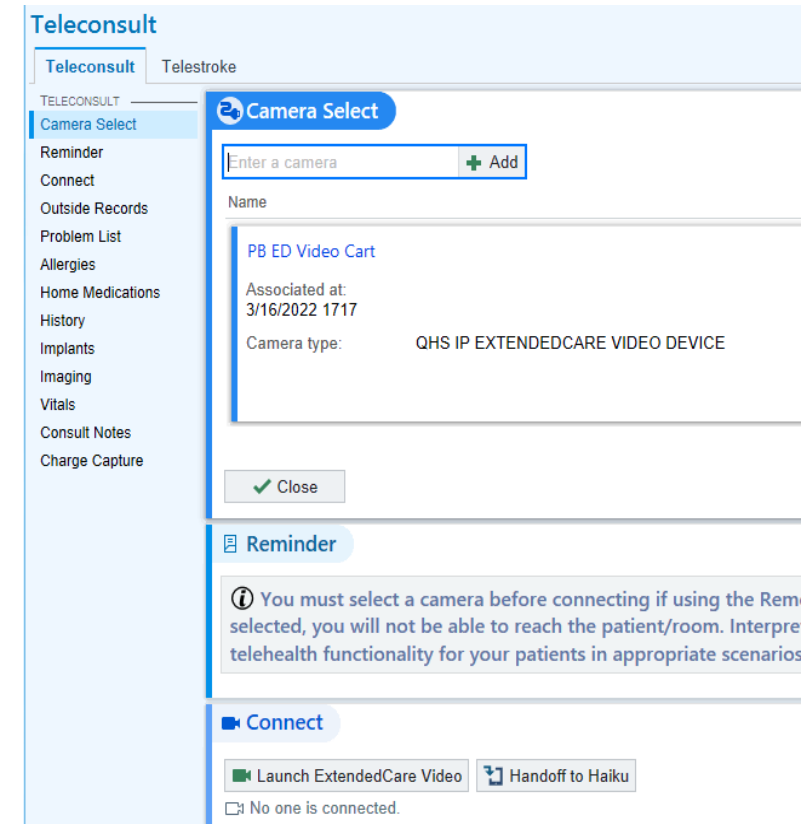 Teleconsult
Teleconsult Telestroke
TELECONSULT
Camera Select
Reminder
Connect
Outside Records
Problem List
Allergies
Home Medications
History
Implants
Imaging
Vitals
Consult Notes
Charge Capture
Camera Select
Enter a camera Add
Name
PB ED Video Cart
Associated at:
3/16/2022 1717
Camera type: QHS IP EXTENDEDCARE VIDEO DEVICE
Close
Reminder
You must select a camera before connecting if using the
selected, you will not be able to reach the patient/room.
telehealth functionality for your patients in appropriate scenarios
Connect
Launch ExtendedCare Video Handoff to Haiku
No one is connected.